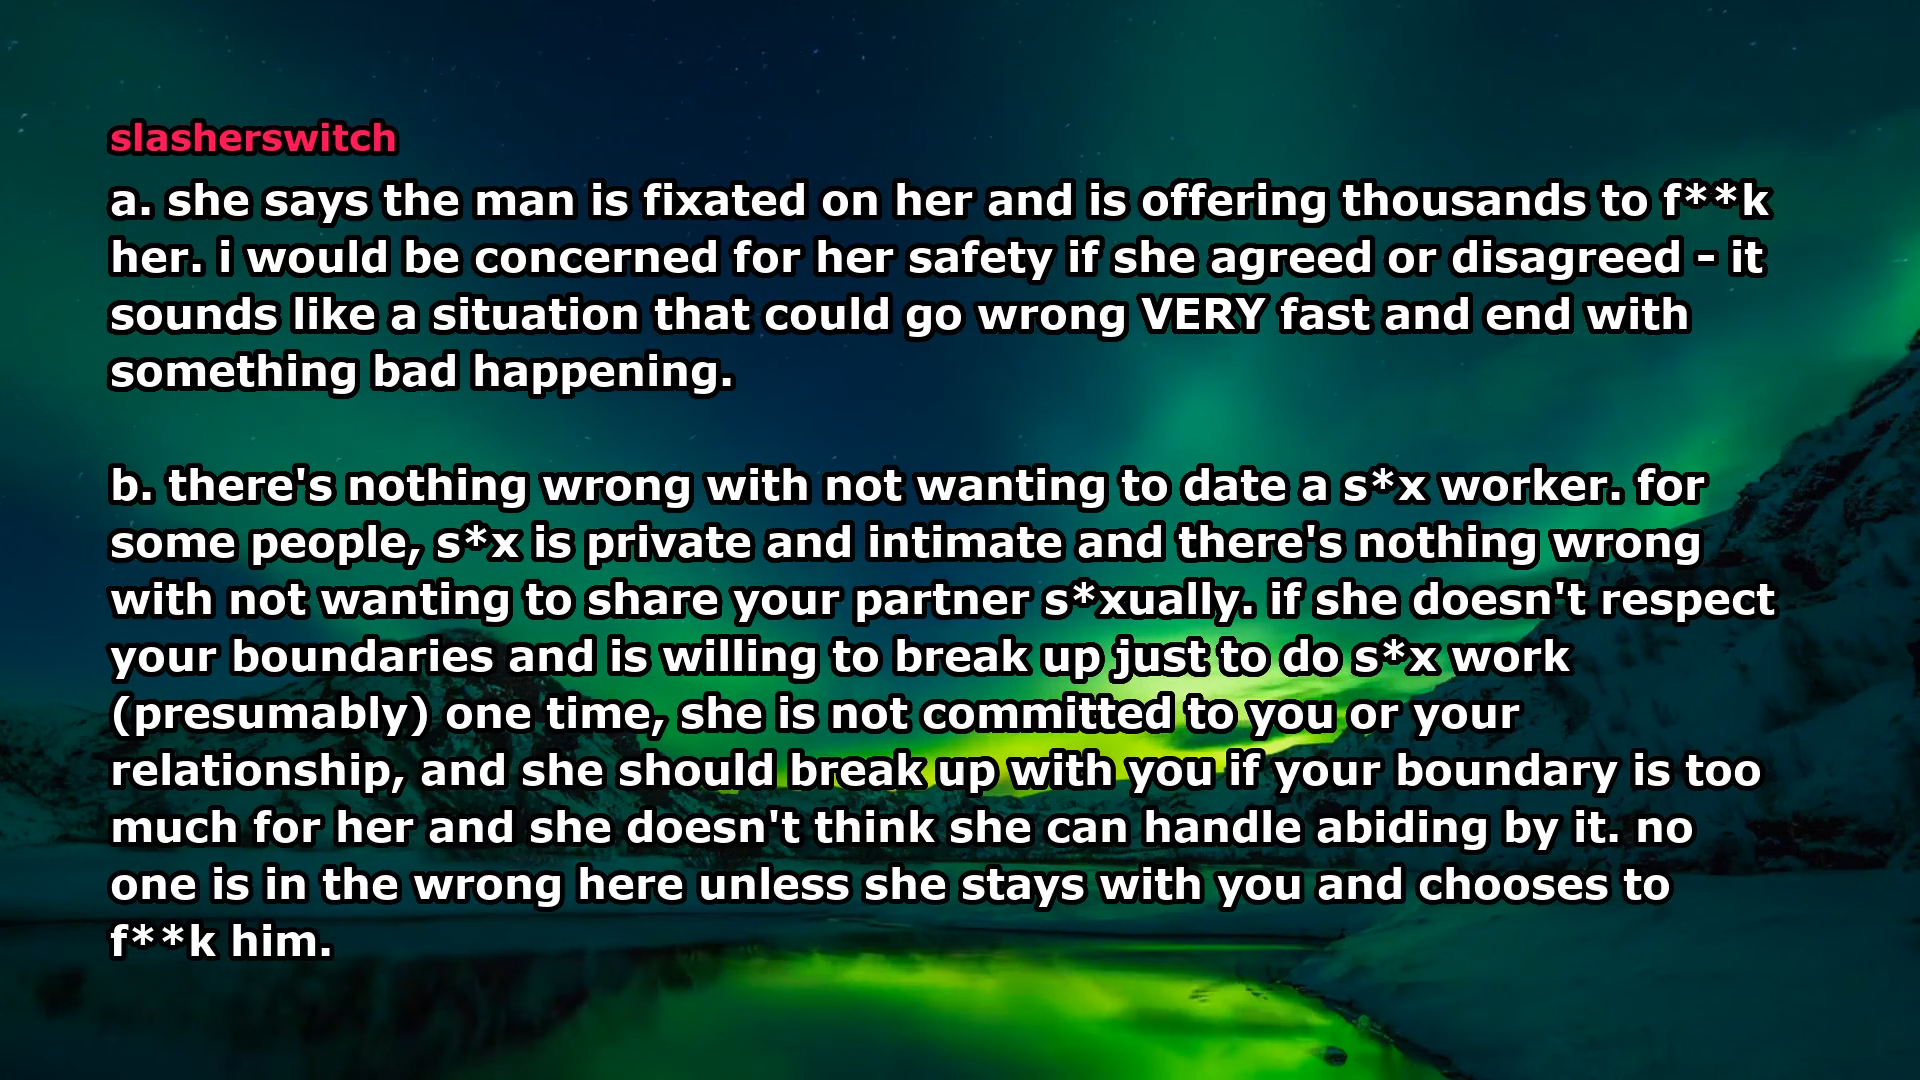 slasherswitch
a. she says the man is fixated on her and is offering thousands to f**k
her. i would be concerned for her safety if she agreed or disagreed - it
sounds like a situation that could go wrong VERY fast and end with
something bad happening.
b. there's nothing wrong with not wanting to date a s*x worker. for
some people, s*x is private and intimate and there's nothing wrong
with not wanting to share your partner s*xually. if she doesn't respect
your boundaries and is willing to break up just to do s*x work
(presumably) one time, she is not committed to you or your
relationship, and she should break up with you if your boundary is too
much for her and she doesn't think she can handle abiding by it. no
one is in the wrong here unless she stays with you and chooses to
f**k him.